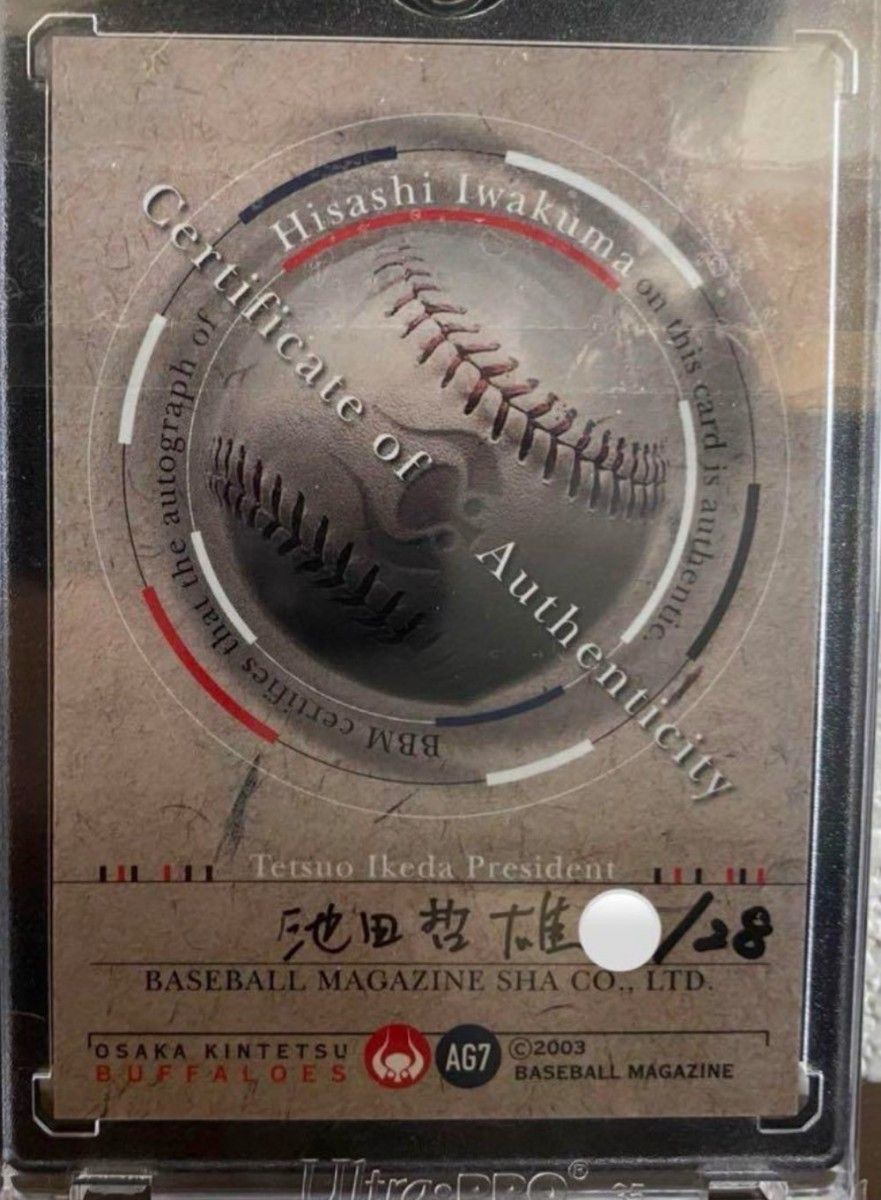 Certificate of Authenticity
BBM certifies that the autograph of Hisashi Iwakuma on this card is authentic.
Tetsuo Ikeda President
池田哲雄 /28
BASEBALL MAGAZINE SHA CO., LTD.
OSAKA KINTETSU
BUFFALOES
AG7
©2003
BASEBALL MAGAZINE
Ultra·PRO®